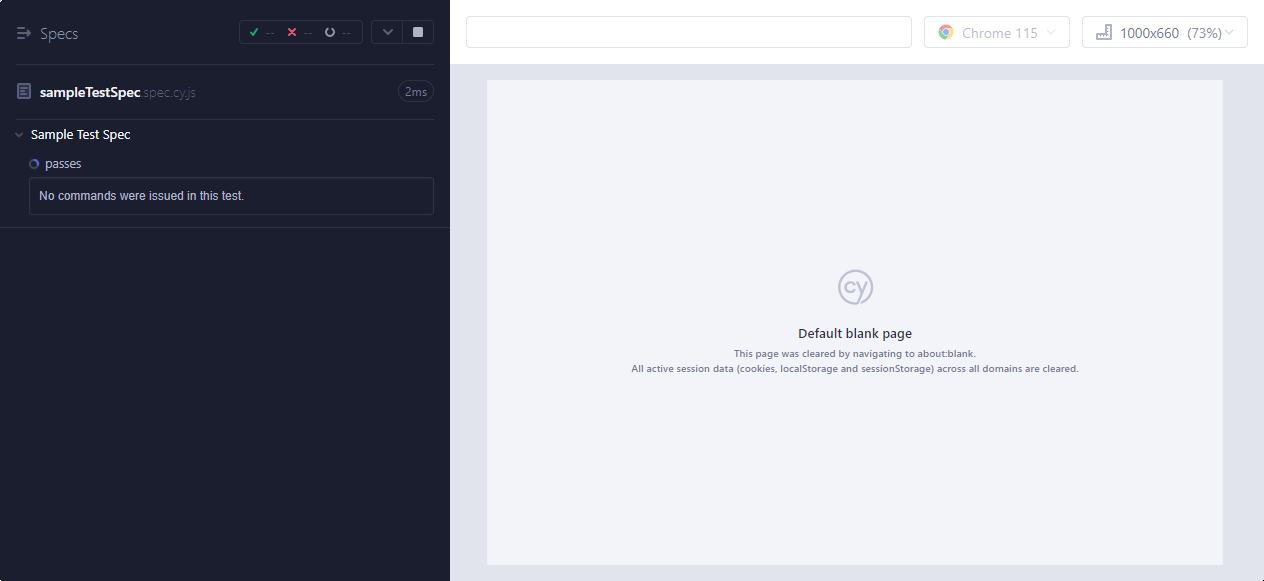 Specs
--
--
--
Chrome 115
1000x660 (73%)
sampleTestSpec.spec.cy.js
2ms
Sample Test Spec
passes
No commands were issued in this test.
cy
Default blank page
This page was cleared by navigating to about:blank.
All active session data (cookies, localStorage and sessionStorage) across all domains are cleared.